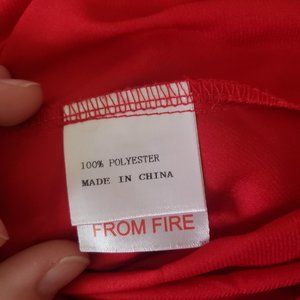 100% POLYESTER
MADE IN CHINA
FROM FIRE